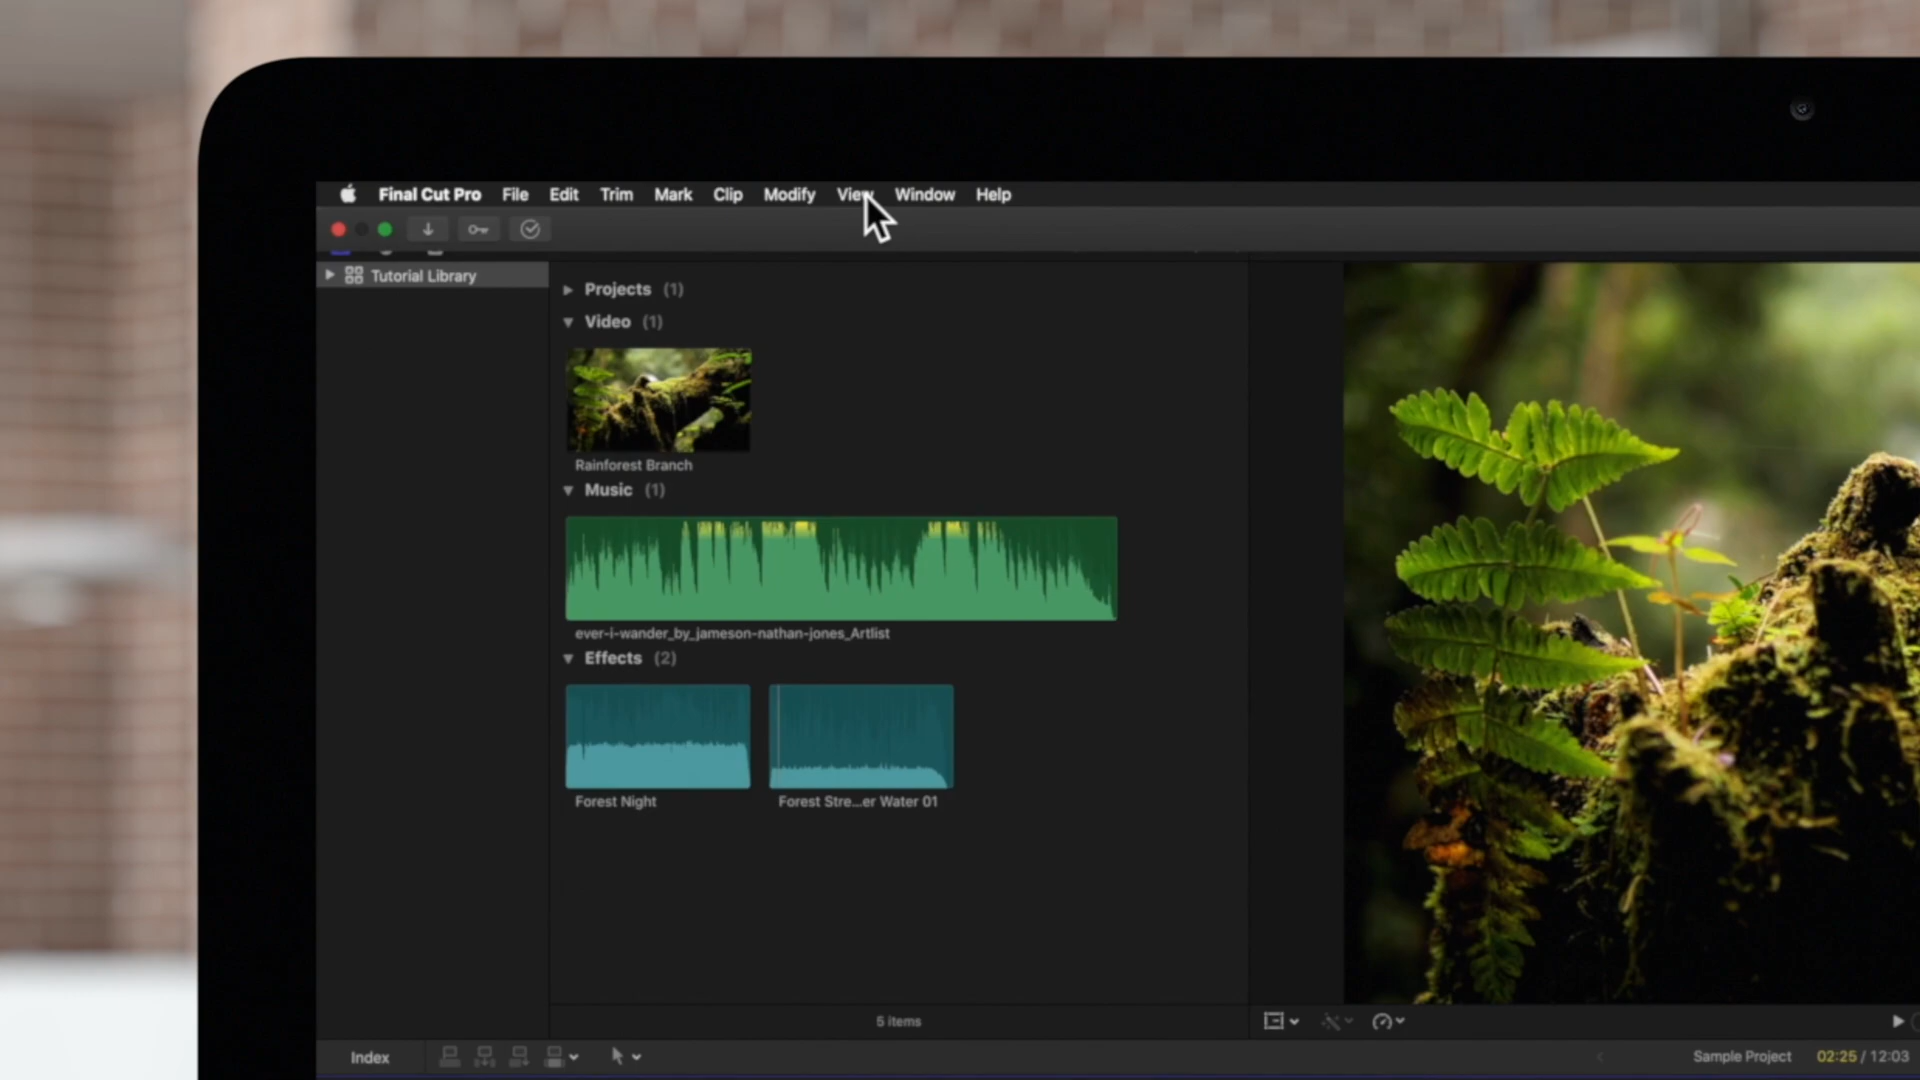 Final Cut Pro File Edit Trim Mark Clip Modify View Window Help
Tutorial Library
Projects (1)
Video (1)
Rainforest Branch
Music (1)
ever-i-wander_by_jameson-nathan-jones_Artlist
Effects (2)
Forest Night
Forest Stre...er Water 01
5 items
Index
Sample Project 02:25 / 12:03